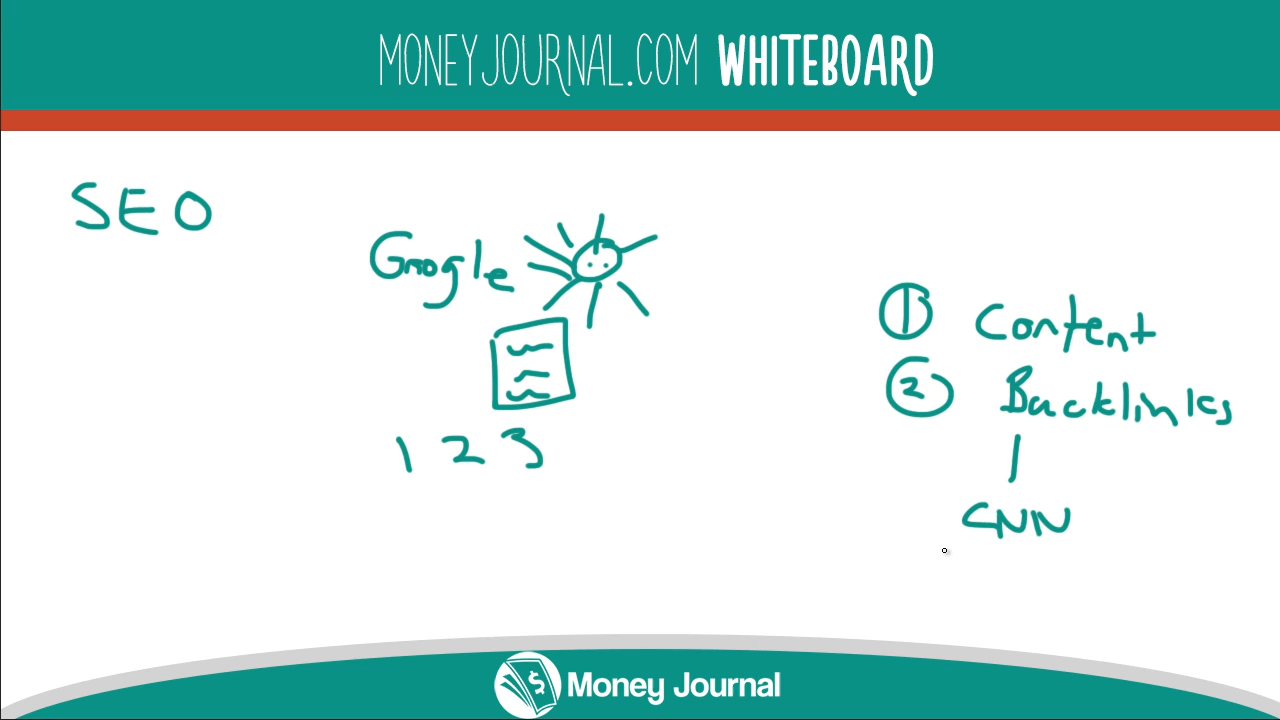 MONEYJOURNAL.COM WHITEBOARD
SEO
Google
1 2 3
1 Content
2 Backlinks
CNN
$ Money Journal